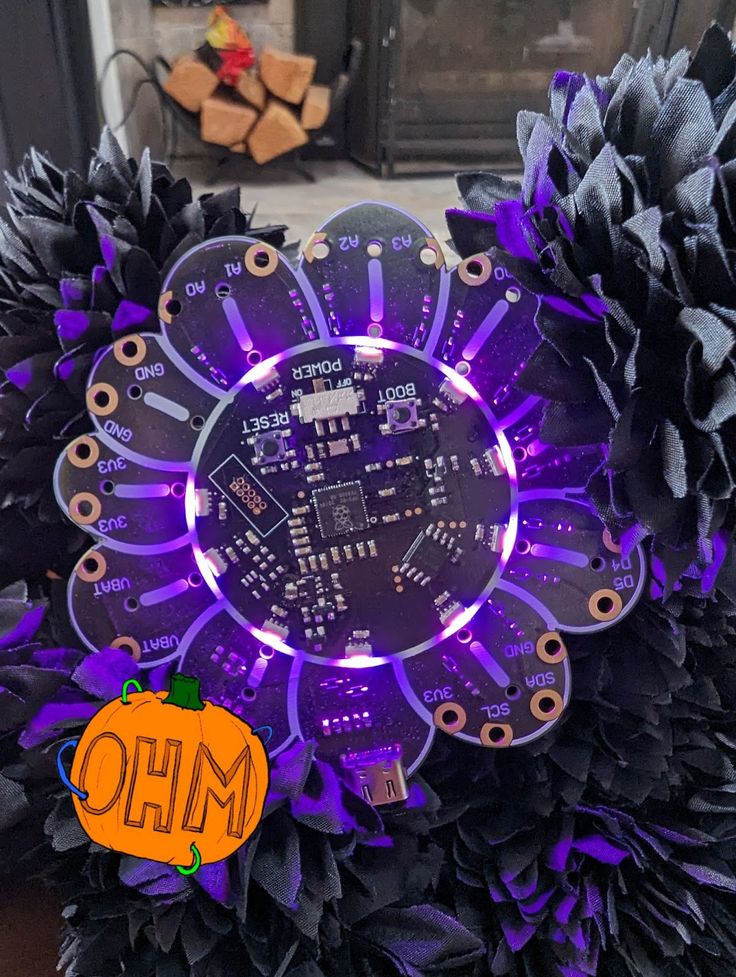 A2
A3
A1
A0
A0
POWER
OFF
ON
BOOT
RESET
GND
GND
3V3
3V3
VBAT
VBAT
D4
D5
GND
SDA
SCL
3V3
OHM